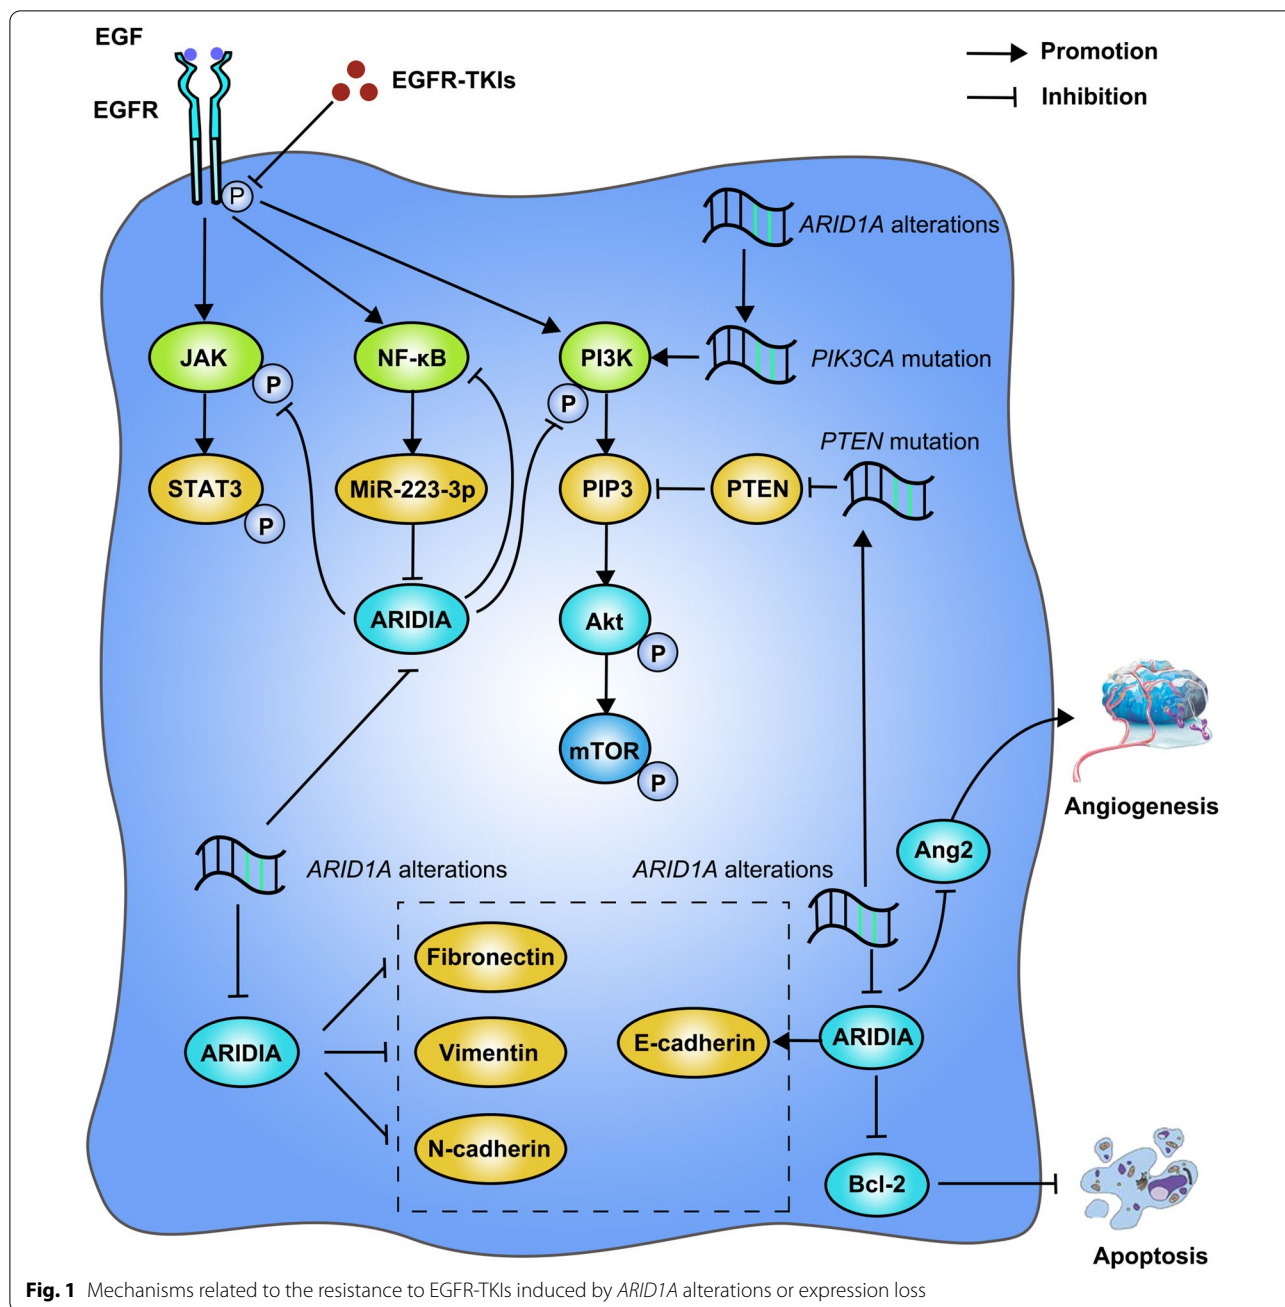 EGF
EGFR-TKIs
EGFR
Promotion
Inhibition
P
ARID1A alterations
JAK
P
NF-κB
PI3K
P
PIK3CA mutation
PTEN mutation
STAT3
P
MiR-223-3p
PIP3
PTEN
ARIDIA
Akt
P
mTOR
P
Angiogenesis
ARID1A alterations
ARID1A alterations
Ang2
Fibronectin
ARIDIA
Vimentin
E-cadherin
ARIDIA
N-cadherin
Bcl-2
Apoptosis
Fig. 1 Mechanisms related to the resistance to EGFR-TKIs induced by ARID1A alterations or expression loss